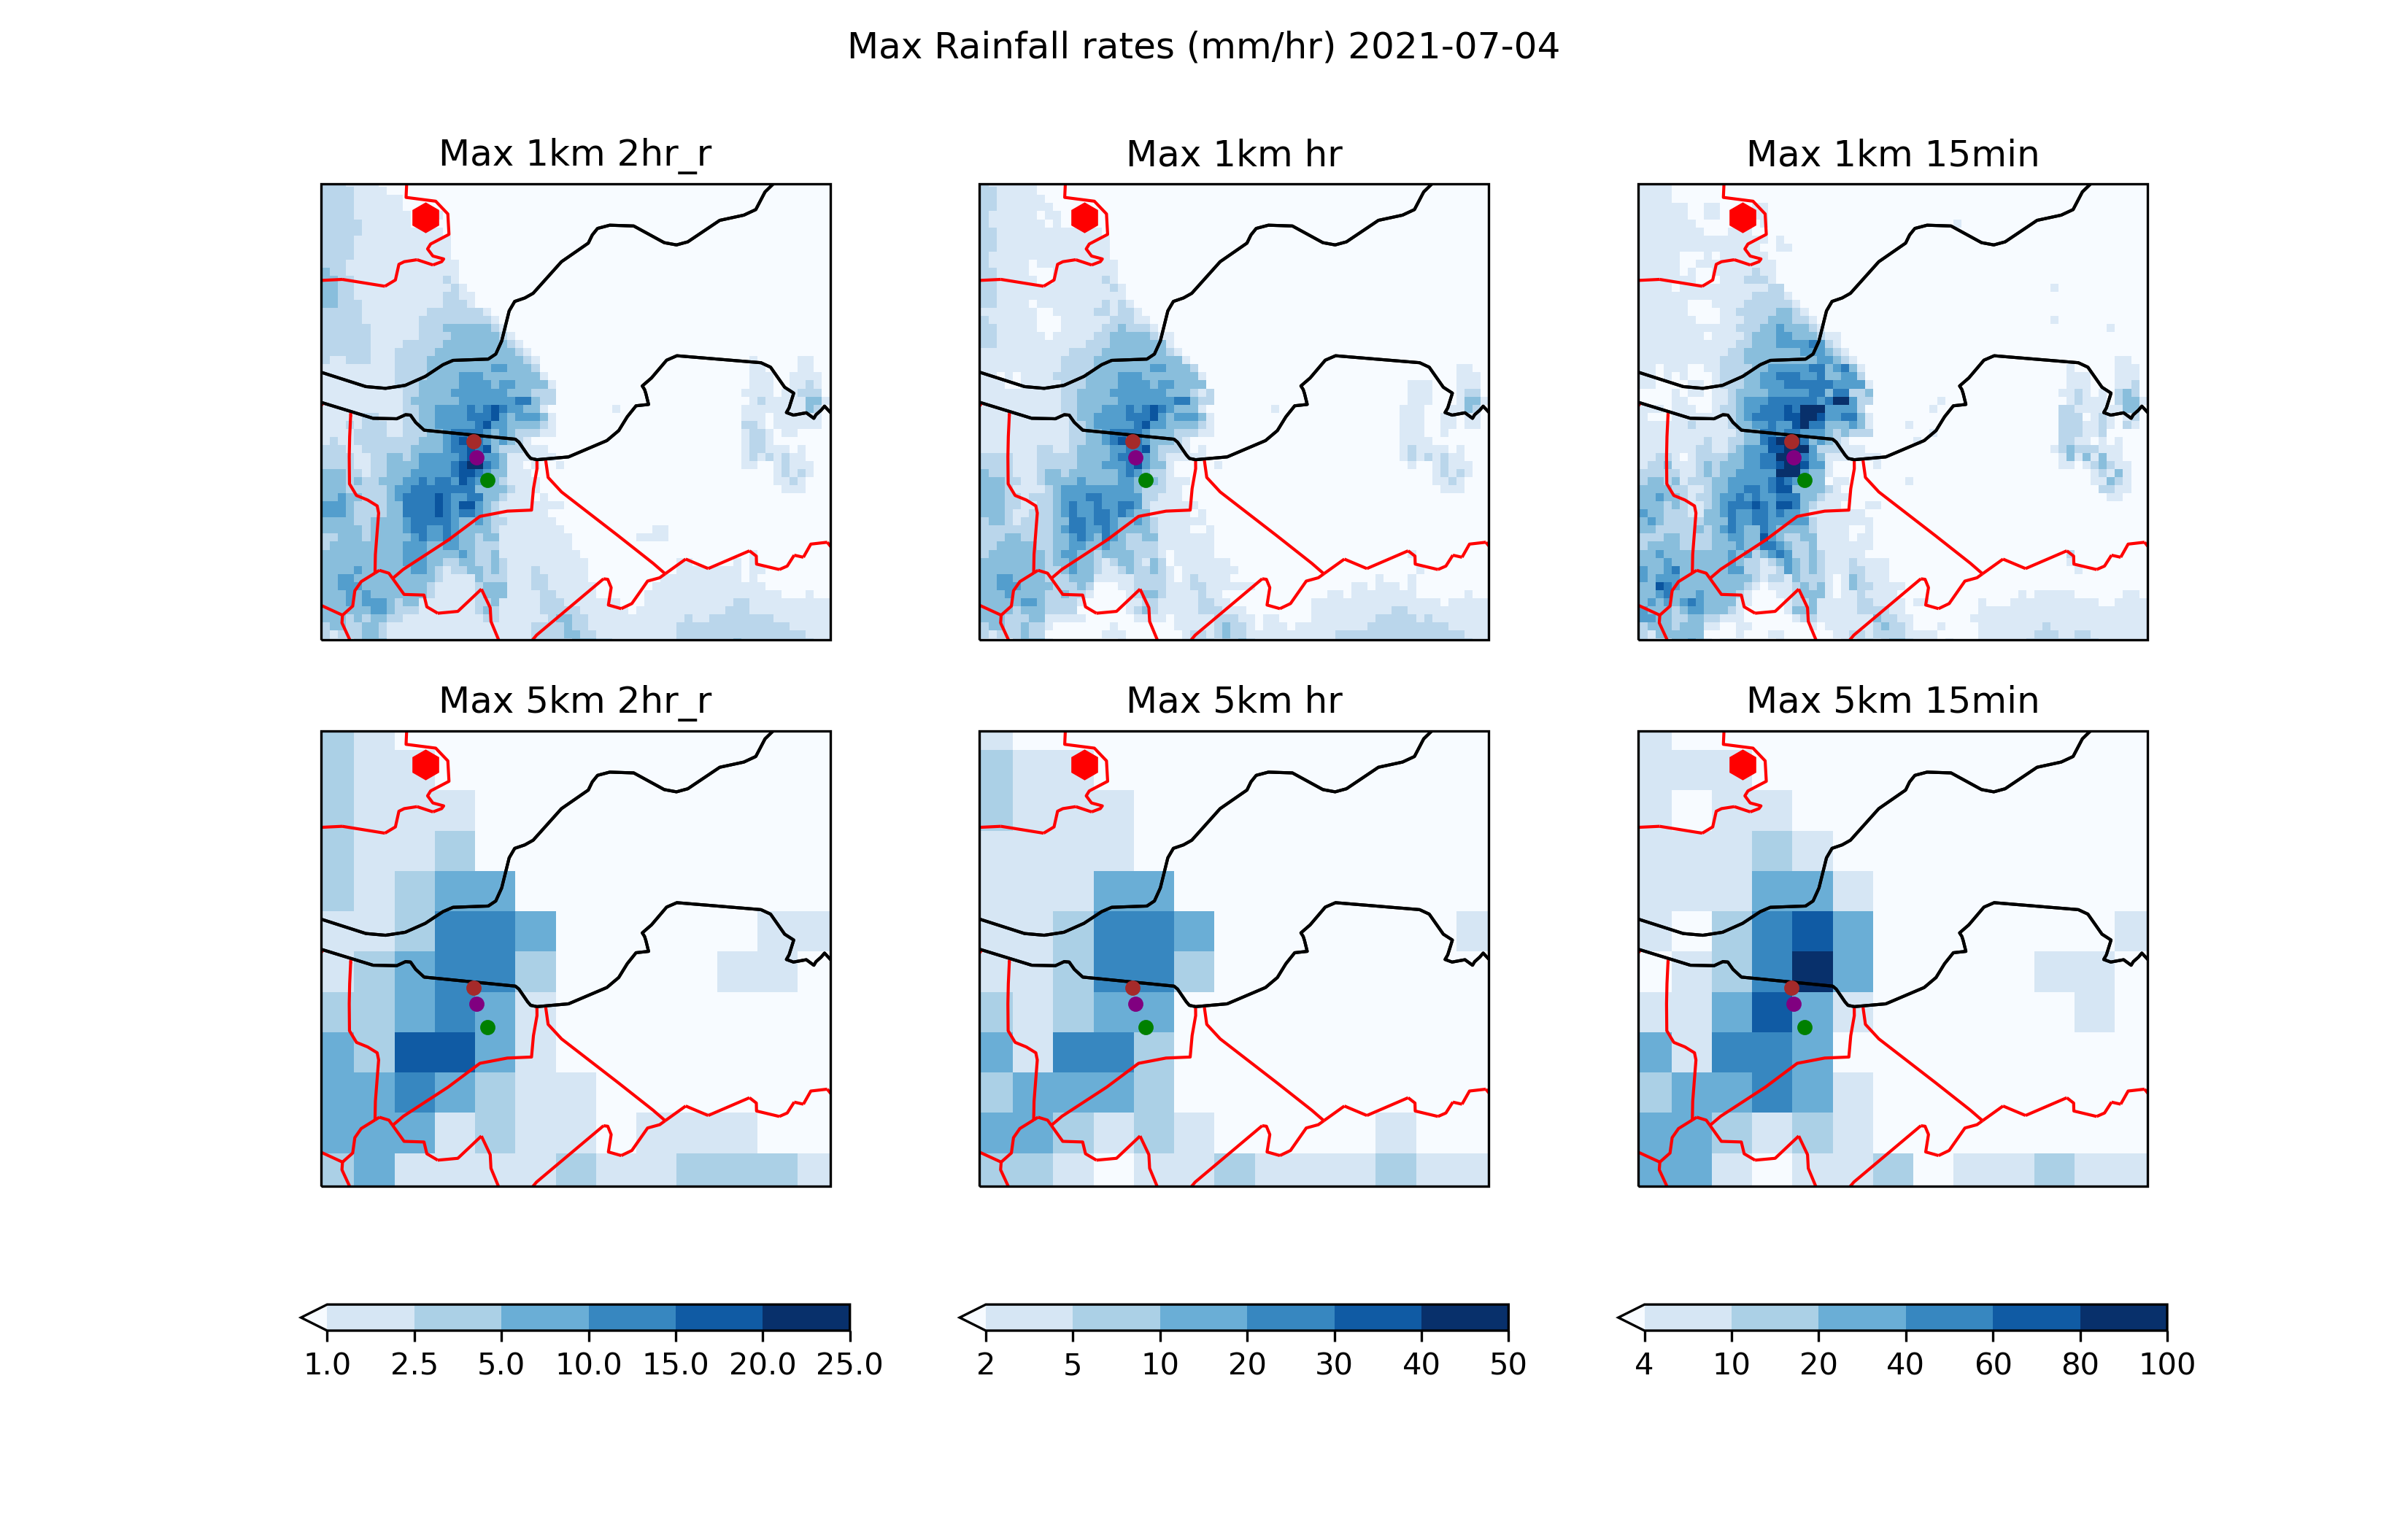 Max Rainfall rates (mm/hr) 2021-07-04
Max 1km 2hr_r
Max 1km hr
Max 1km 15min
Max 5km 2hr_r
Max 5km hr
Max 5km 15min
1.0 2.5 5.0 10.0 15.0 20.0 25.0
2 5 10 20 30 40 50
4 10 20 40 60 80 100